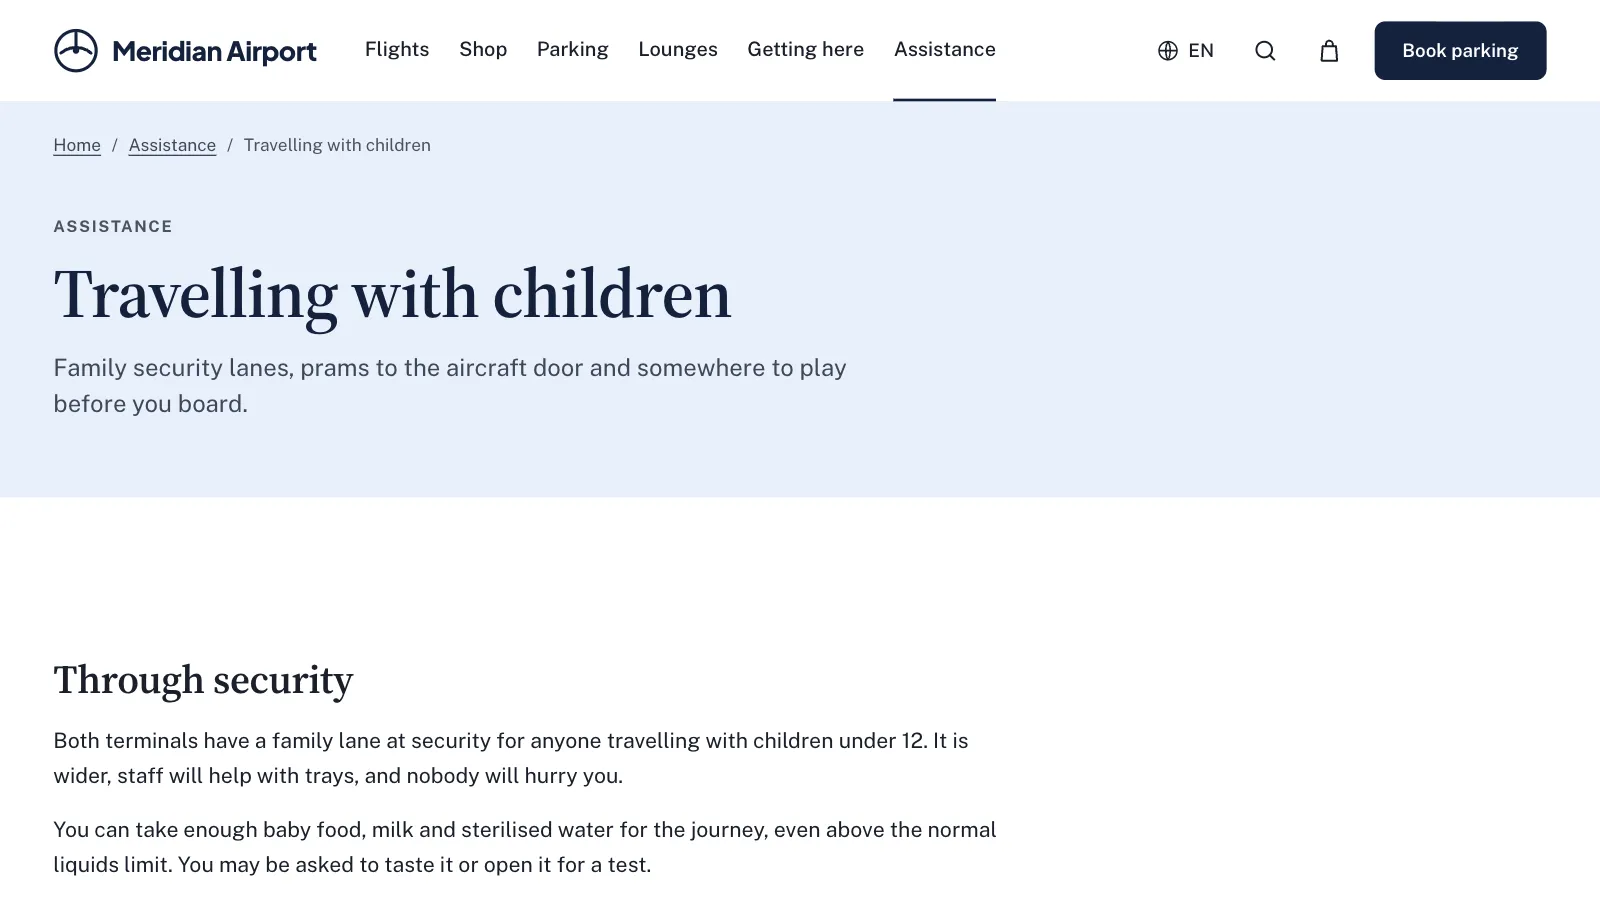 Meridian Airport
Flights
Shop
Parking
Lounges
Getting here
Assistance
EN
Book parking
Home / Assistance / Travelling with children
ASSISTANCE
Travelling with children
Family security lanes, prams to the aircraft door and somewhere to play
before you board.
Through security
Both terminals have a family lane at security for anyone travelling with children under 12. It is
wider, staff will help with trays, and nobody will hurry you.
You can take enough baby food, milk and sterilised water for the journey, even above the normal
liquids limit. You may be asked to taste it or open it for a test.